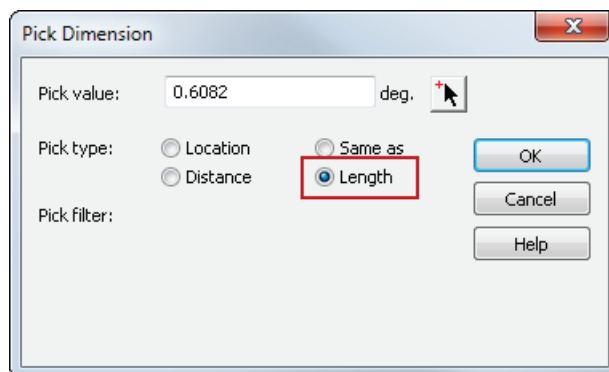 Pick Dimension
Pick value: 0.6082 deg.
Pick type: Location Same as
Distance Length
Pick filter:
OK
Cancel
Help